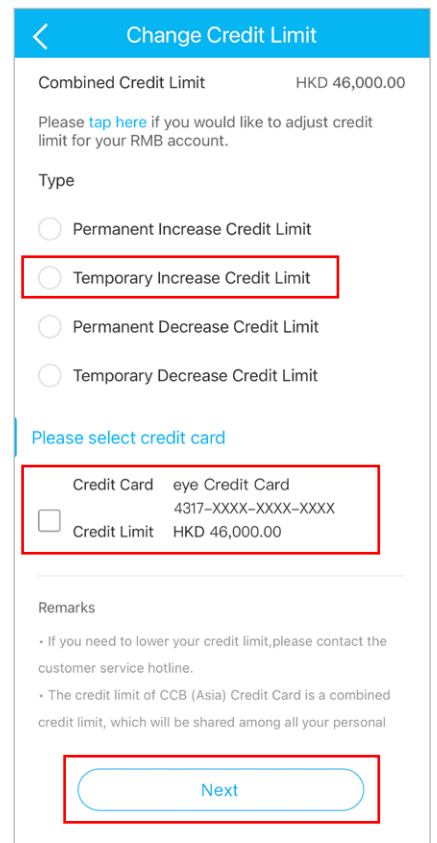 Change Credit Limit
Combined Credit Limit HKD 46,000.00
Please tap here if you would like to adjust credit
limit for your RMB account.
Type
Permanent Increase Credit Limit
Temporary Increase Credit Limit
Permanent Decrease Credit Limit
Temporary Decrease Credit Limit
Please select credit card
Credit Card eye Credit Card
4317-XXXX-XXXX-XXXX
Credit Limit HKD 46,000.00
Remarks
• If you need to lower your credit limit,please contact the
customer service hotline.
• The credit limit of CCB (Asia) Credit Card is a combined
credit limit, which will be shared among all your personal
Next